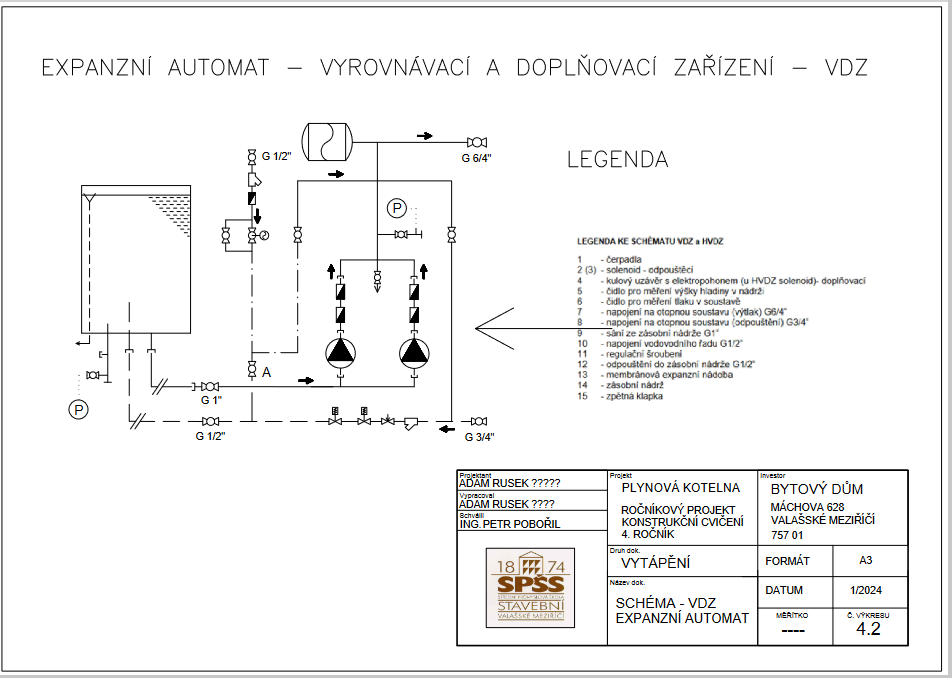 EXPANZNÍ AUTOMAT – VYROVNÁVACÍ A DOPLŇOVACÍ ZAŘÍZENÍ – VDZ
G 1/2"
G 6/4"
P
A
G 1"
P
G 1/2"
G 3/4"
LEGENDA
LEGENDA KE SCHÉMATU VDZ a HVDZ
1 - čerpadla
2 (3) - solenoid - odpouštěcí
4 - kulový uzávěr s elektropohonem (u HVDZ solenoid)- doplňovací
5 - čidlo pro měření výšky hladiny v nádrži
6 - čidlo pro měření tlaku v soustavě
7 - napojení na otopnou soustavu (výtlak) G6/4"
8 - napojení na otopnou soustavu (odpouštění) G3/4"
9 - sání ze zásobní nádrže G1"
10 - napojení vodovodního řadu G1/2"
11 - regulační šroubení
12 - odpouštění do zásobní nádrže G1/2"
13 - membránová expanzní nádoba
14 - zásobní nádrž
15 - zpětná klapka
Projektant
ADAM RUSEK ?????
Vypracoval
ADAM RUSEK ????
Schválil
ING. PETR POBOŘIL
18 74
SPŠS
STŘEDNÍ PRŮMYSLOVÁ ŠKOLA
STAVEBNÍ
VALAŠSKÉ MEZIŘÍČÍ
Projekt
PLYNOVÁ KOTELNA
ROČNÍKOVÝ PROJEKT
KONSTRUKČNÍ CVIČENÍ
4. ROČNÍK
Druh dok.
VYTÁPĚNÍ
Název dok.
SCHÉMA - VDZ
EXPANZNÍ AUTOMAT
Investor
BYTOVÝ DŮM
MÁCHOVA 628
VALAŠSKÉ MEZIŘÍČÍ
757 01
FORMÁT A3
DATUM 1/2024
MĚŘÍTKO
----
Č. VÝKRESU
4.2